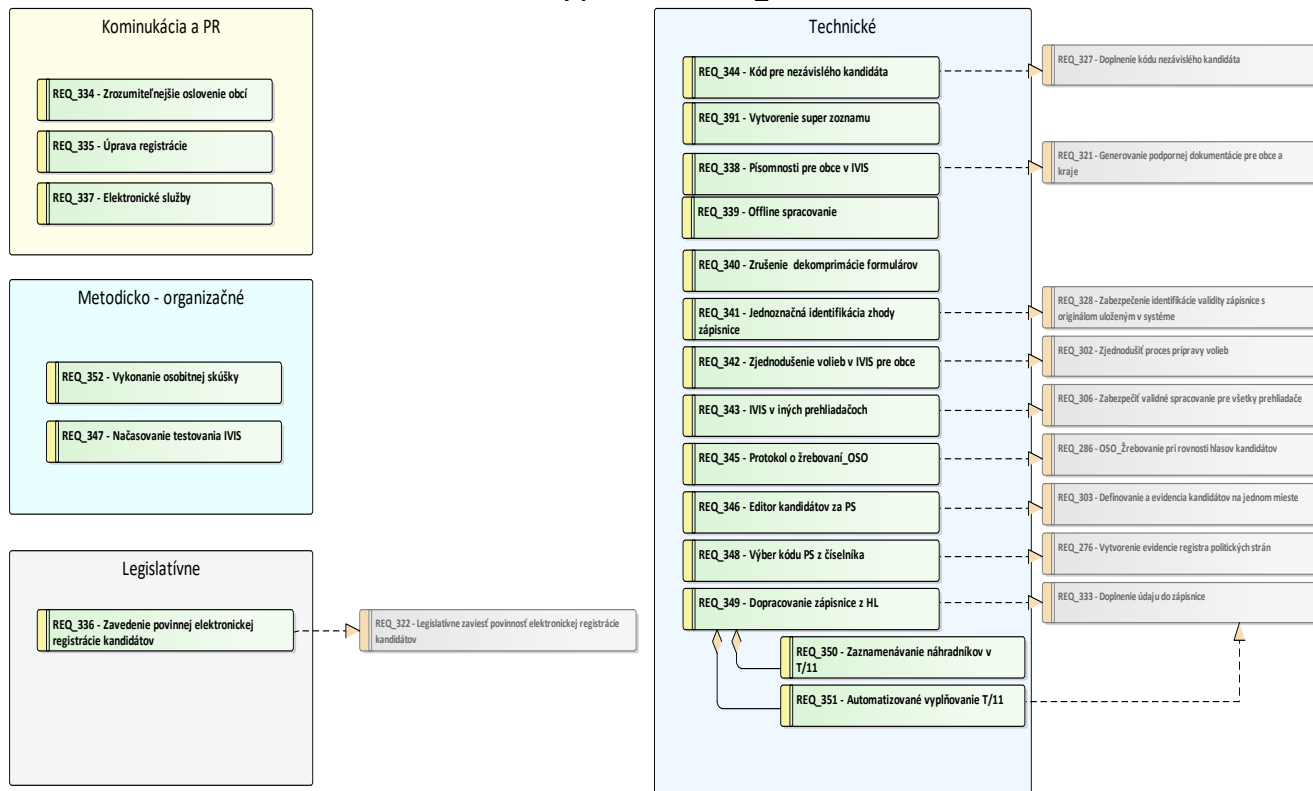 Kominukácia a PR
REQ_334 - Zrozumiteľnejšie oslovenie obcí
REQ_335 - Úprava registrácie
REQ_337 - Elektronické služby
Metodicko - organizačné
REQ_352 - Vykonanie osobitnej skúšky
REQ_347 - Načasovanie testovania IVIS
Legislatívne
REQ_336 - Zavedenie povinnej elektronickej
registrácie kandidátov
REQ_322 - Legislatívne zaviesť povinnosť elektronickej registrácie
kandidátov
Technické
REQ_344 - Kód pre nezávislého kandidáta
REQ_327 - Doplnenie kódu nezávislého kandidáta
REQ_391 - Vytvorenie super zoznamu
REQ_338 - Písomnosti pre obce v IVIS
REQ_321 - Generovanie podpornej dokumentácie pre obce a
kraje
REQ_339 - Offline spracovanie
REQ_340 - Zrušenie dekomprimácie formulárov
REQ_341 - Jednoznačná identifikácia zhody
zápisnice
REQ_328 - Zabezpečenie identifikácie validity zápisnice s
originálom uloženým v systéme
REQ_342 - Zjednodušenie volieb v IVIS pre obce
REQ_302 - Zjednodušiť proces prípravy volieb
REQ_343 - IVIS v iných prehliadačoch
REQ_306 - Zabezpečiť validné spracovanie pre všetky prehliadače
REQ_345 - Protokol o žrebovaní_OSO
REQ_286 - OSO_Žrebovanie pri rovnosti hlasov kandidátov
REQ_346 - Editor kandidátov za PS
REQ_303 - Definovanie a evidencia kandidátov na jednom mieste
REQ_348 - Výber kódu PS z číselníka
REQ_276 - Vytvorenie evidencie registra politických strán
REQ_349 - Dopracovanie zápisnice z HL
REQ_333 - Doplnenie údaju do zápisnice
REQ_350 - Zaznamenávanie náhradníkov v
T/11
REQ_351 - Automatizované vyplňovanie T/11